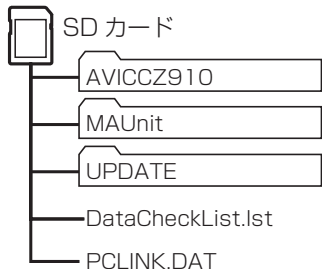 SD カード
AVICCZ910
MAUnit
UPDATE
DataCheckList.lst
PCLINK.DAT